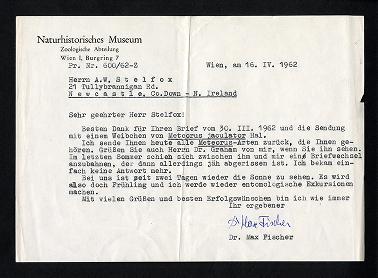 Naturhistorisches Museum
Zoologische Abteilung
Wien I, Burgring 7
Pr. Nr. 600/62-Z
Wien, am 16. IV. 1962
Herrn A.W. S t e l f o x
21 Tullybrannigan Rd.
N e w c a s t l e, Co.Down - N. Ireland
Sehr geehrter Herr Stelfox!
Besten Dank für Ihren Brief vom 30. III. 1962 und die Sendung
mit einem Weibchen von Meteorus jaculator Hal.
Ich sende Ihnen heute alle Meteorus-Arten zurück, die Ihnen ge-
hören. Grüßen Sie auch Herrn Dr. Graham von mir, wenn Sie ihn sehen.
Im letzten Sommer schien sich zwischen ihm und mir eine Briefwechsel
anzubahnen, der dann allerdings jäh abgerissen ist. Ich bekam ein-
fach keine Antwort mehr.
Bei uns ist seit zwei Tagen wieder die Sonne zu sehen. Es wird
also doch Frühling und ich werde wieder entomologische Exkursionen
machen.
Mit vielen Grüßen und besten Erfolgswünschen bin ich wie immer
Ihr ergebener
Dr Max Fischer
Dr. Max Fischer